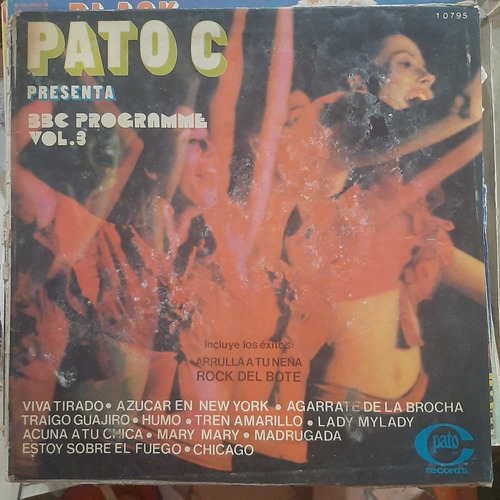 BLACK
10795
PATO C
PRESENTA
BBC PROGRAMME
VOL.3
Incluye los éxitos:
ARRULLA A TU NENA
ROCK DEL BOTE
VIVA TIRADO • AZUCAR EN NEW YORK • AGARRATE DE LA BROCHA
TRAIGO GUAJIRO • HUMO • TREN AMARILLO • LADY MYLADY
ACUNA A TU CHICA • MARY MARY • MADRUGADA
ESTOY SOBRE EL FUEGO • CHICAGO
pato
record's